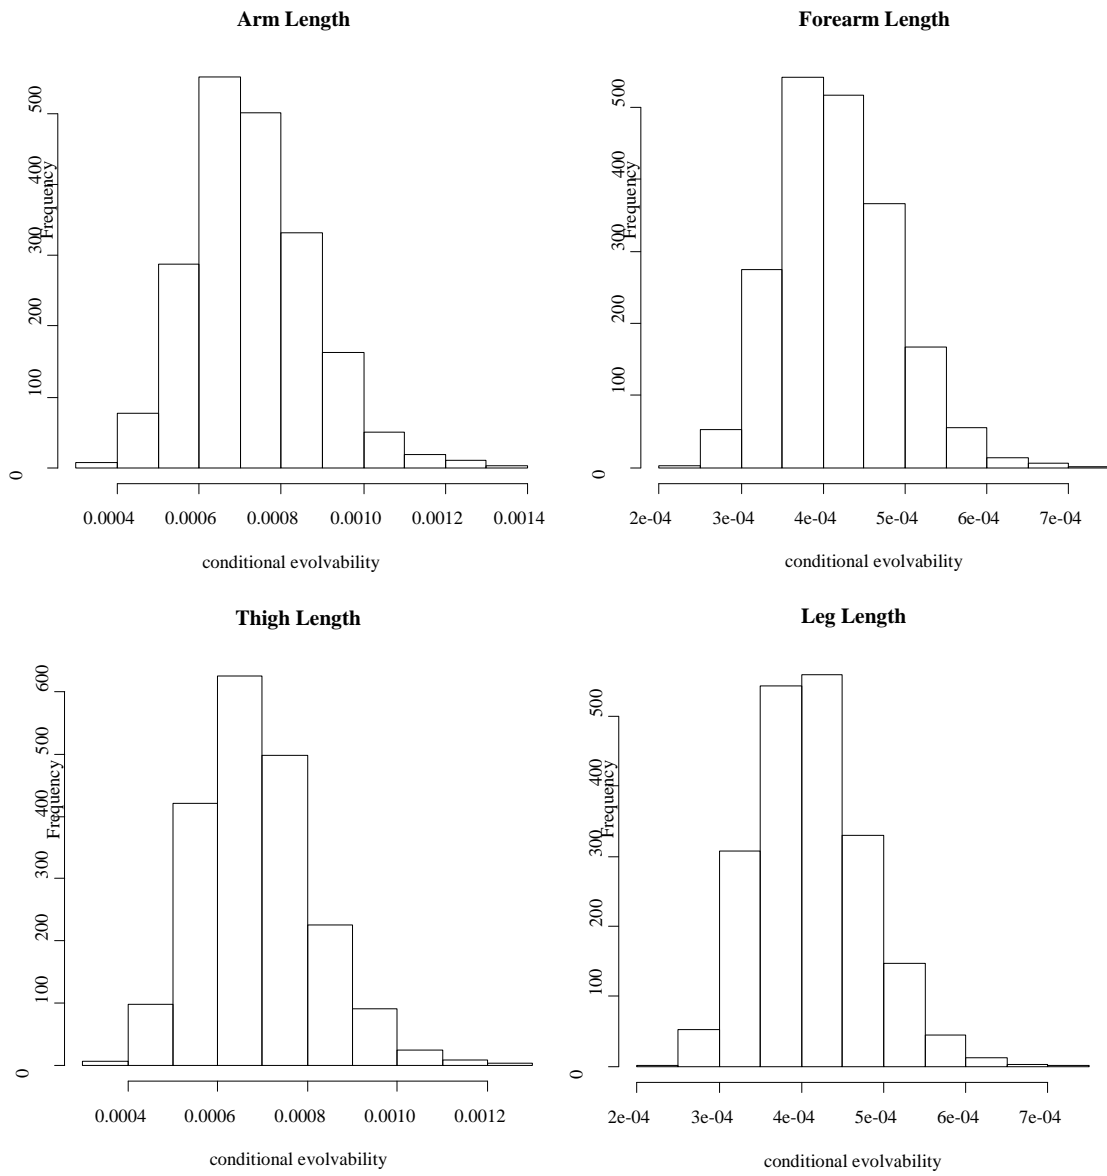 Arm Length
Frequency
0 100 200 300 400 500
0.0004 0.0006 0.0008 0.0010 0.0012 0.0014
conditional evolvability
Forearm Length
Frequency
0 100 200 300 400 500
2e-04 3e-04 4e-04 5e-04 6e-04 7e-04
conditional evolvability
Thigh Length
Frequency
0 100 200 300 400 500 600
0.0004 0.0006 0.0008 0.0010 0.0012
conditional evolvability
Leg Length
Frequency
0 100 200 300 400 500
2e-04 3e-04 4e-04 5e-04 6e-04 7e-04
conditional evolvability